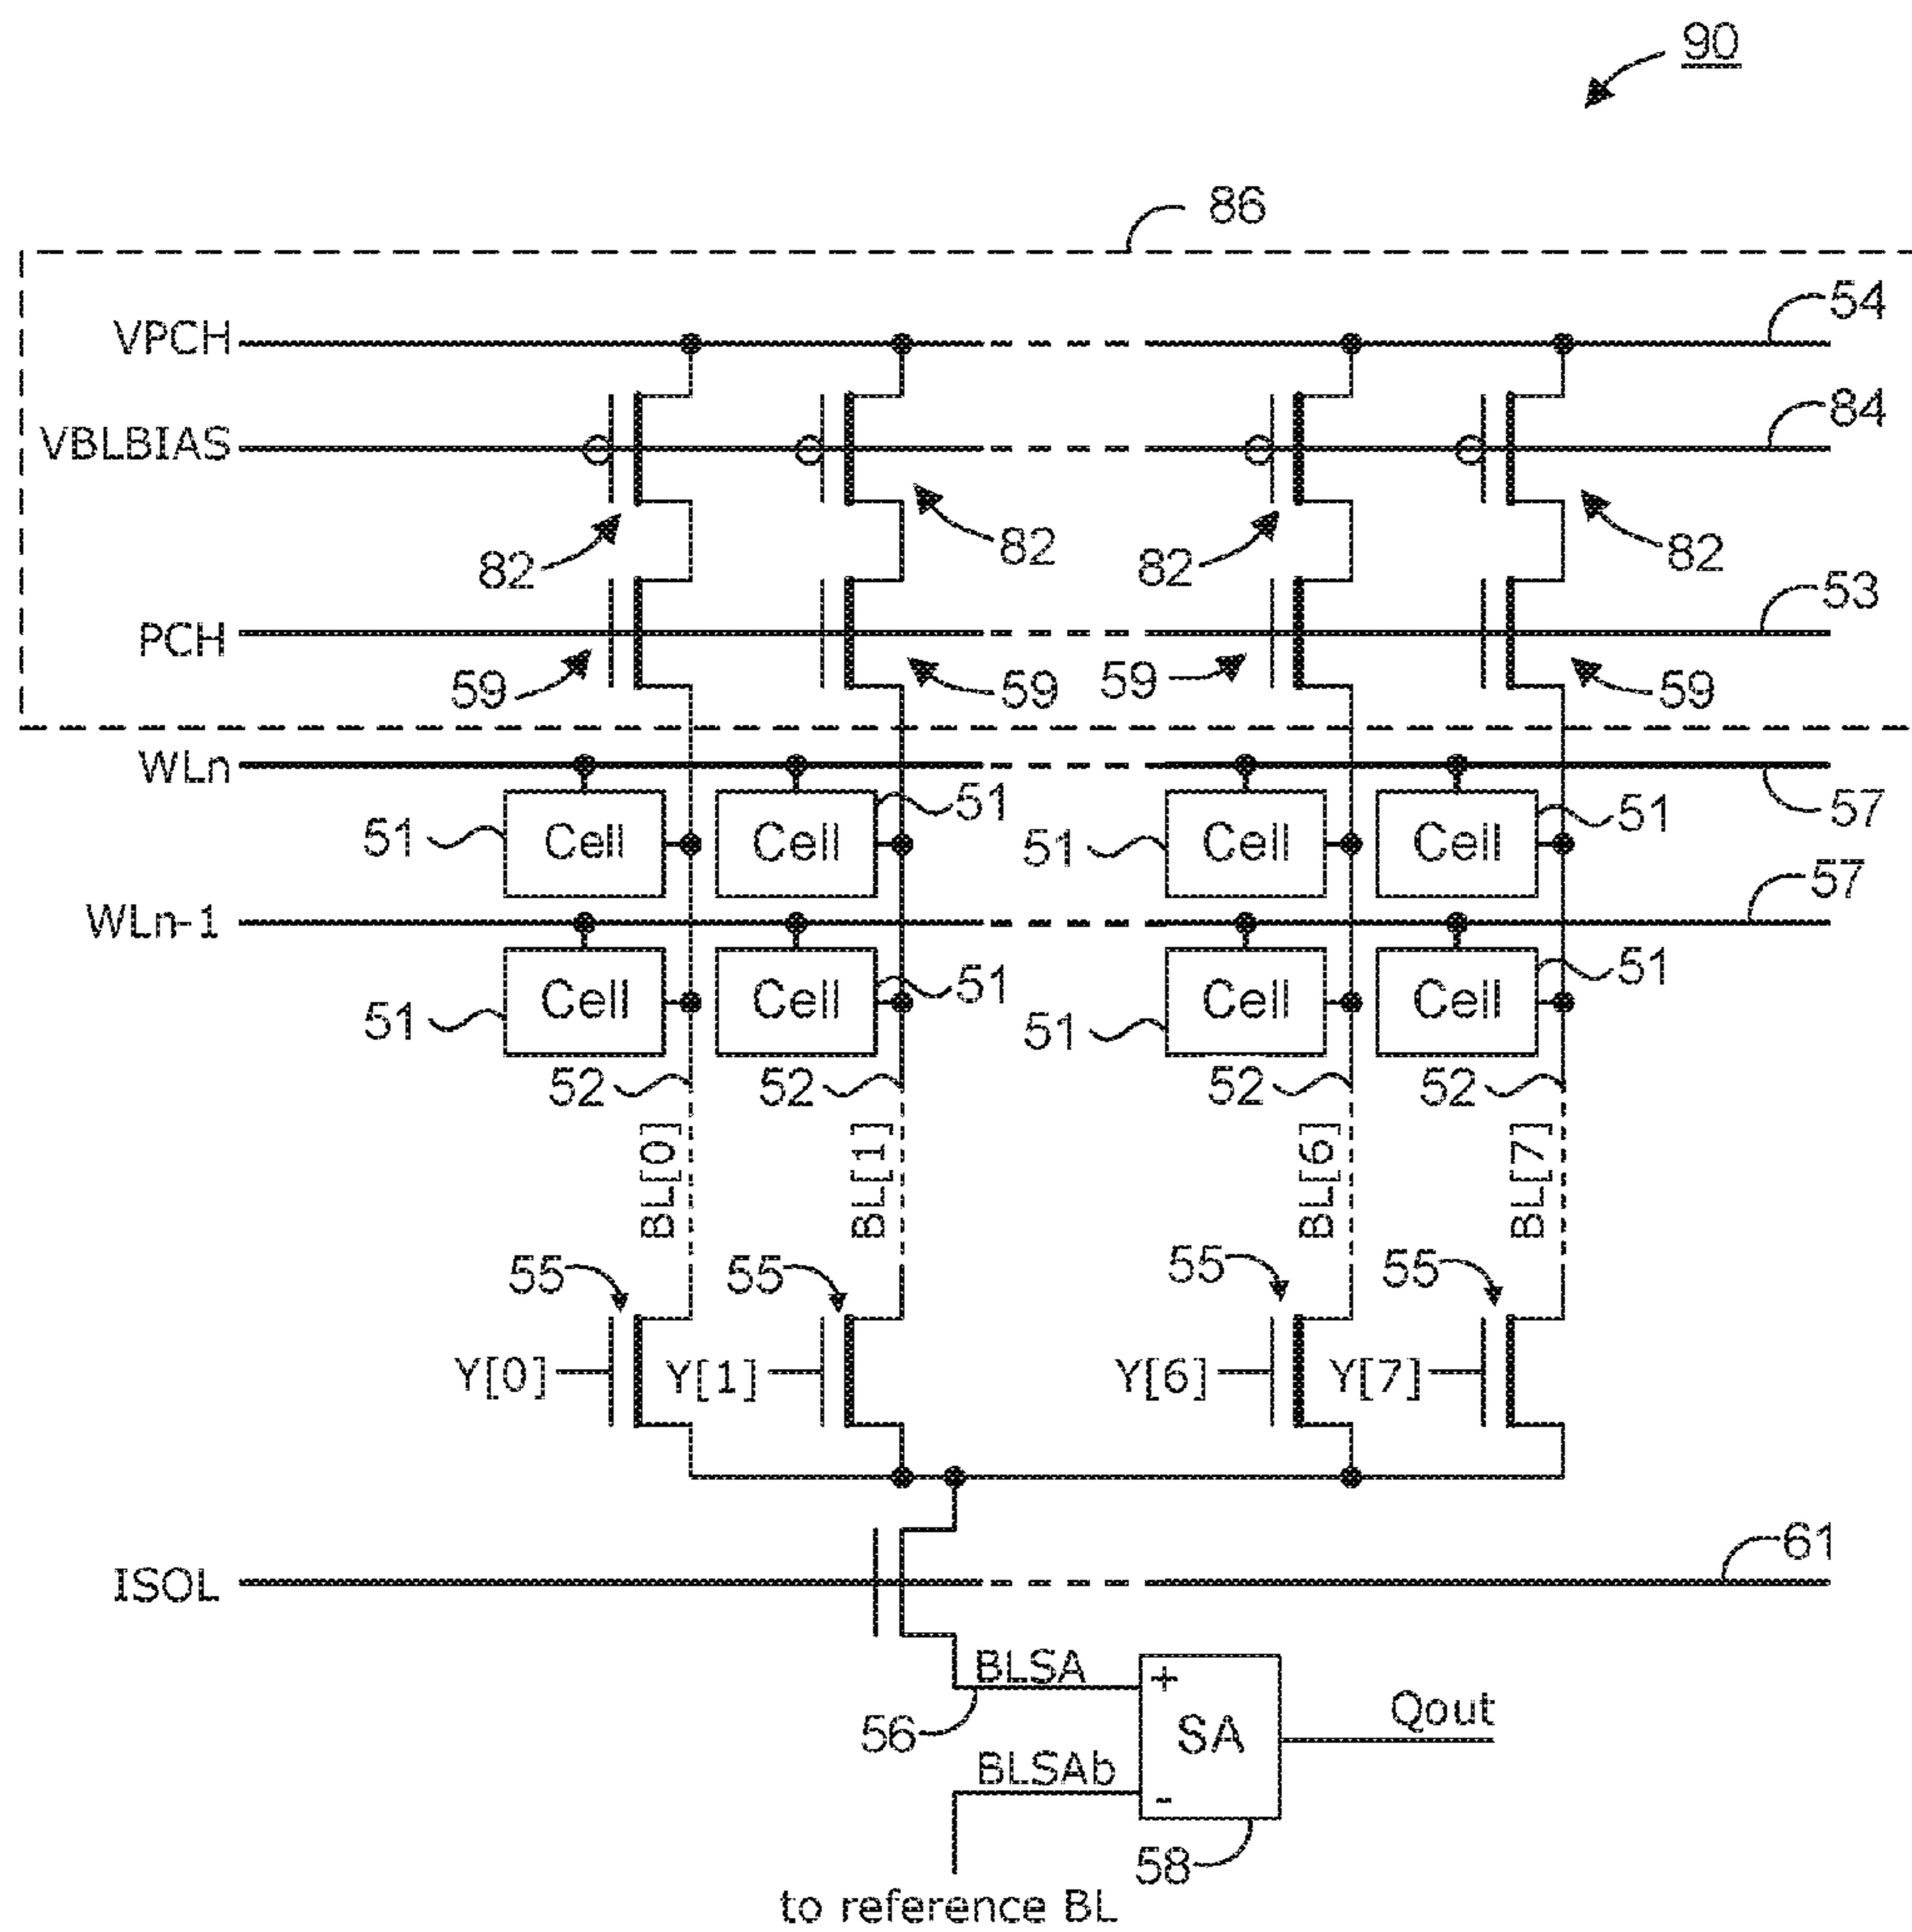 90
86
VPCH
54
VBLBIAS
84
82
82
82
82
PCH
53
59
59
59
59
WLn
57
51
Cell
Cell
51
51
Cell
Cell
51
WLn-1
57
51
Cell
Cell
51
51
Cell
Cell
51
52
52
52
52
BL[0]
BL[1]
BL[6]
BL[7]
55
55
55
55
Y[0]
Y[1]
Y[6]
Y[7]
ISOL
61
BLSA
+
56
SA
Qout
BLSAb
-
58
to reference BL